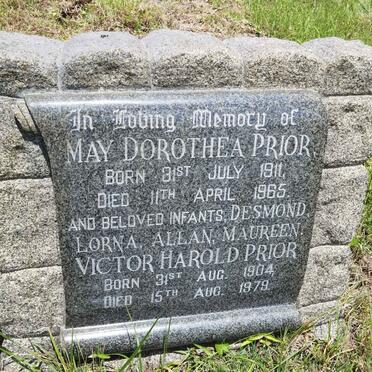 In Loving Memory of
MAY DOROTHEA PRIOR
BORN 31ST JULY 1911,
DIED 11TH APRIL 1965.
AND BELOVED INFANTS, DESMOND,
LORNA, ALLAN, MAUREEN.
VICTOR HAROLD PRIOR
BORN 31ST AUG. 1904,
DIED 15TH AUG. 1979.